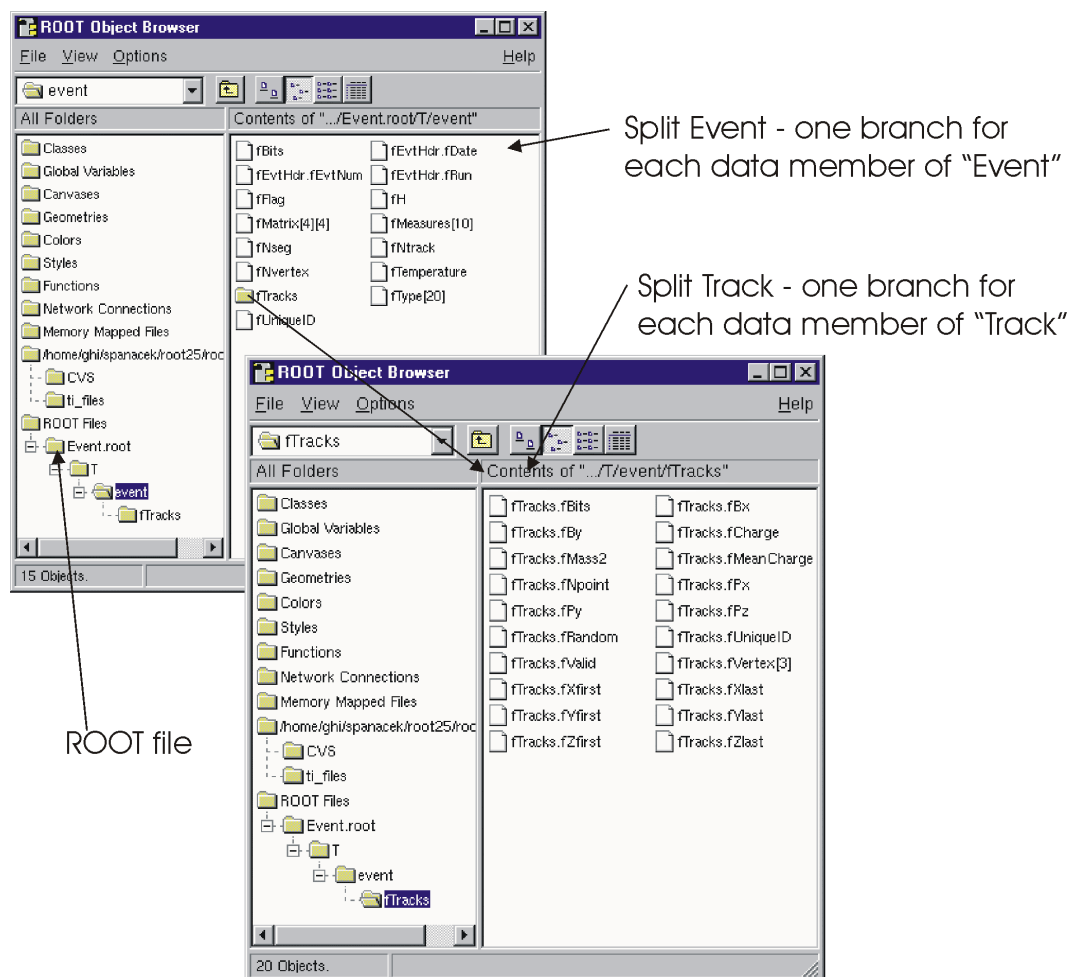 ROOT Object Browser
File View Options Help
event
All Folders
Contents of ".../Event.root/T/event"
Classes
Global Variables
Canvases
Geometries
Colors
Styles
Functions
Network Connections
Memory Mapped Files
/home/ghi/spanacek/root25/roo
CVS
ti_files
ROOT Files
Event.root
T
event
fTracks
fBits fEvtHdr.fDate
fEvtHdr.fEvtNum fEvtHdr.fRun
fFlag fH
fMatrix[4][4] fMeasures[10]
fNseg fNtrack
fNvertex fTemperature
fTracks fType[20]
fUniqueID
15 Objects.
Split Event - one branch for
each data member of “Event”
Split Track - one branch for
each data member of “Track”
ROOT file
ROOT Object Browser
File View Options Help
fTracks
All Folders
Contents of ".../T/event/fTracks"
Classes
Global Variables
Canvases
Geometries
Colors
Styles
Functions
Network Connections
Memory Mapped Files
/home/ghi/spanacek/root25/roo
CVS
ti_files
ROOT Files
Event.root
T
event
fTracks
fTracks.fBits fTracks.fBx
fTracks.fBy fTracks.fCharge
fTracks.fMass2 fTracks.fMeanCharge
fTracks.fNpoint fTracks.fPx
fTracks.fPy fTracks.fPz
fTracks.fRandom fTracks.fUniqueID
fTracks.fValid fTracks.fVertex[3]
fTracks.fXfirst fTracks.fXlast
fTracks.fYfirst fTracks.fYlast
fTracks.fZfirst fTracks.fZlast
20 Objects.